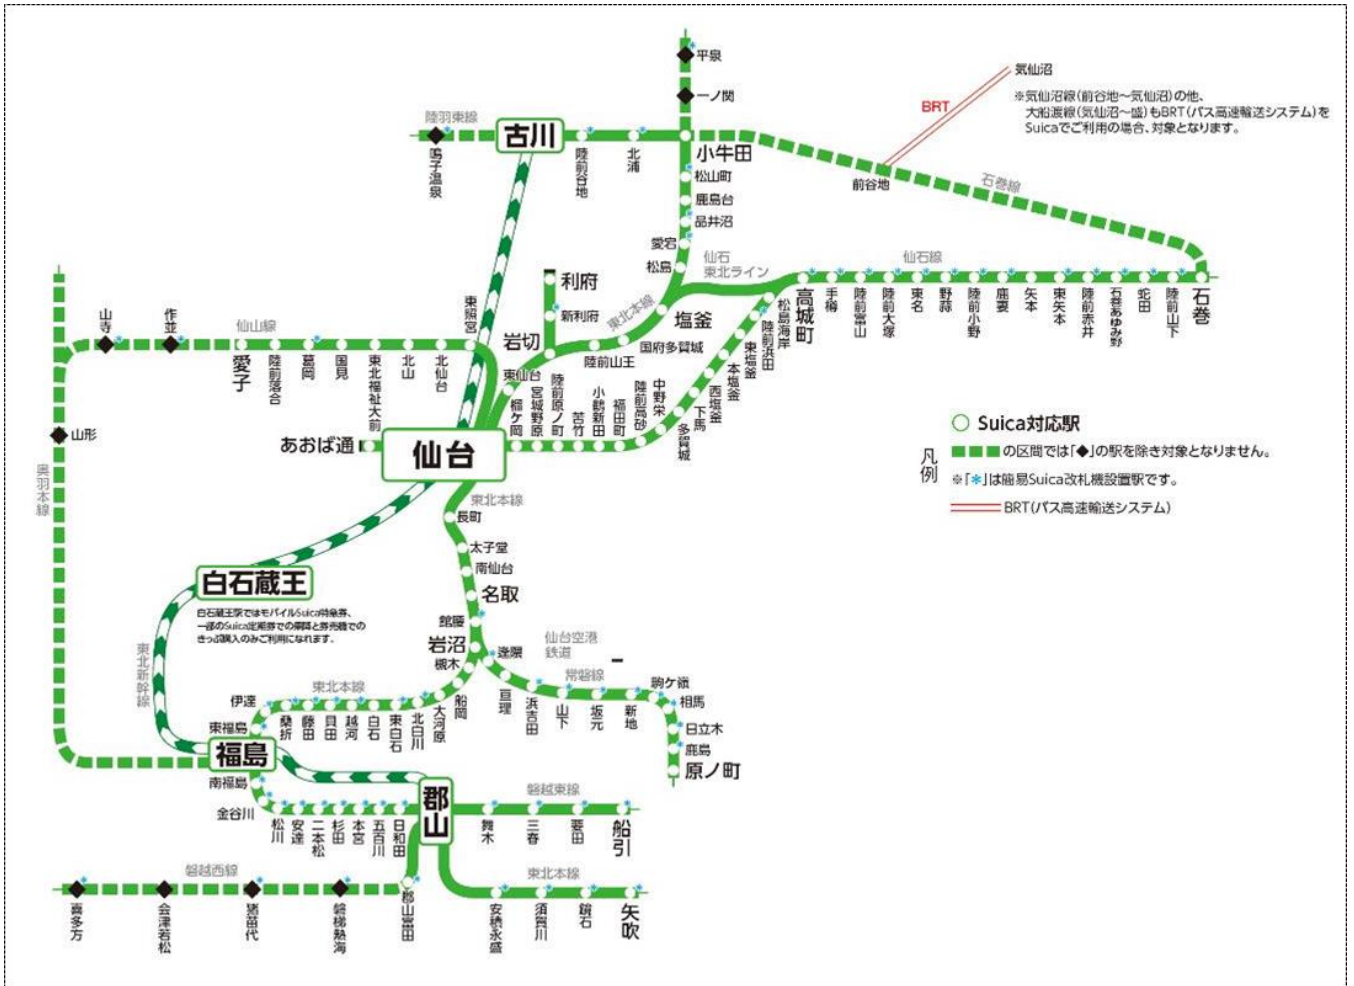 平泉
一ノ関
気仙沼
BRT
※気仙沼線(前谷地～気仙沼)の他、
大船渡線(気仙沼～盛)もBRT(バス高速輸送システム)を
Suicaでご利用の場合、対象となります。
陸羽東線
鳴子温泉
古川
陸前谷地
北浦
小牛田
前谷地
石巻線
松山町
鹿島台
品井沼
愛宕
松島
仙石
東北ライン
仙石線
高城町
手樽
陸前富山
陸前大塚
東名
野蒜
陸前小野
鹿妻
矢本
東矢本
陸前赤井
石巻あゆみ野
蛇田
陸前山下
石巻
利府
新利府
岩切
東北本線
塩釜
国府多賀城
陸前山王
東仙台
松島海岸
陸前浜田
東塩釜
本塩釜
西塩釜
下馬
多賀城
中野栄
陸前高砂
福田町
小鶴新田
苦竹
陸前原ノ町
宮城野原
榴ケ岡
山寺
作並
仙山線
愛子
陸前落合
葛岡
国見
東北福祉大前
北山
北仙台
東照宮
あおば通
仙台
山形
奥羽本線
Suica対応駅
凡例
の区間では「◆」の駅を除き対象となりません。
※「*」は簡易Suica改札機設置駅です。
BRT(バス高速輸送システム)
東北本線
長町
太子堂
南仙台
名取
館腰
岩沼
槻木
白石蔵王
白石蔵王駅ではモバイルSuica特急券、
一部のSuica定期券での乗降と券売機での
きっぷ購入のみご利用になれます。
東北新幹線
仙台空港
鉄道
常磐線
逢隈
亘理
浜吉田
山下
坂元
新地
駒ケ嶺
相馬
日立木
鹿島
原ノ町
東北本線
伊達
桑折
藤田
貝田
越河
白石
東白石
北白川
大河原
船岡
東福島
福島
南福島
金谷川
松川
安達
二本松
杉田
本宮
五百川
日和田
郡山
磐越東線
舞木
三春
要田
船引
磐越西線
喜多方
会津若松
猪苗代
磐梯熱海
郡山富田
東北本線
安積永盛
須賀川
鏡石
矢吹